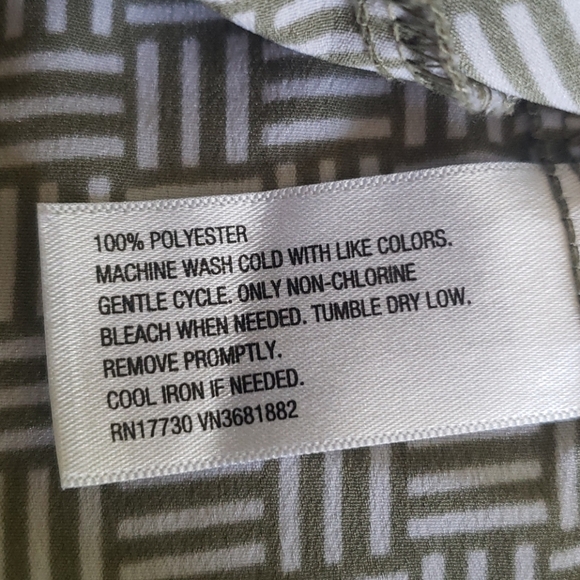 100% POLYESTER
MACHINE WASH COLD WITH LIKE COLORS.
GENTLE CYCLE. ONLY NON-CHLORINE
BLEACH WHEN NEEDED. TUMBLE DRY LOW.
REMOVE PROMPTLY.
COOL IRON IF NEEDED.
RN17730 VN3681882